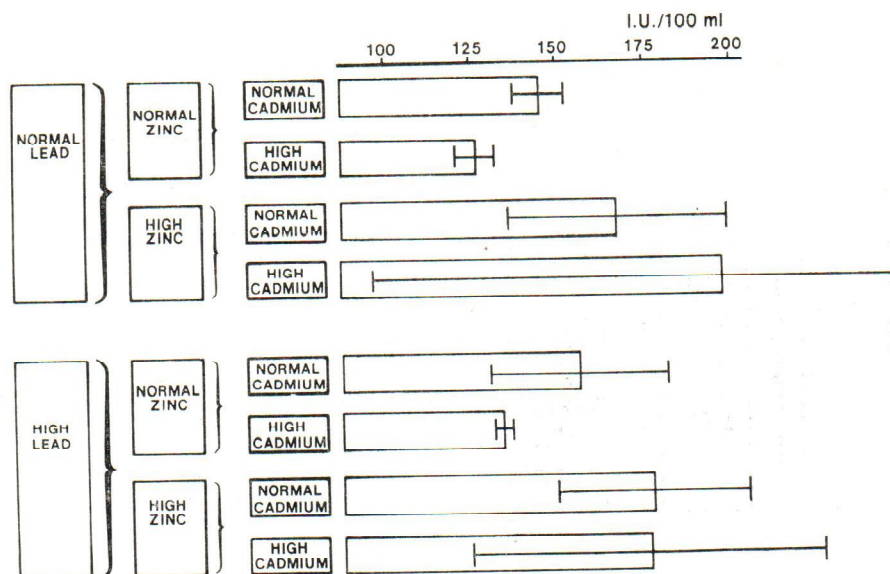 I.U./100 ml
100 125 150 175 200
NORMAL
LEAD
NORMAL
ZINC
NORMAL
CADMIUM
HIGH
CADMIUM
HIGH
ZINC
NORMAL
CADMIUM
HIGH
CADMIUM
HIGH
LEAD
NORMAL
ZINC
NORMAL
CADMIUM
HIGH
CADMIUM
HIGH
ZINC
NORMAL
CADMIUM
HIGH
CADMIUM